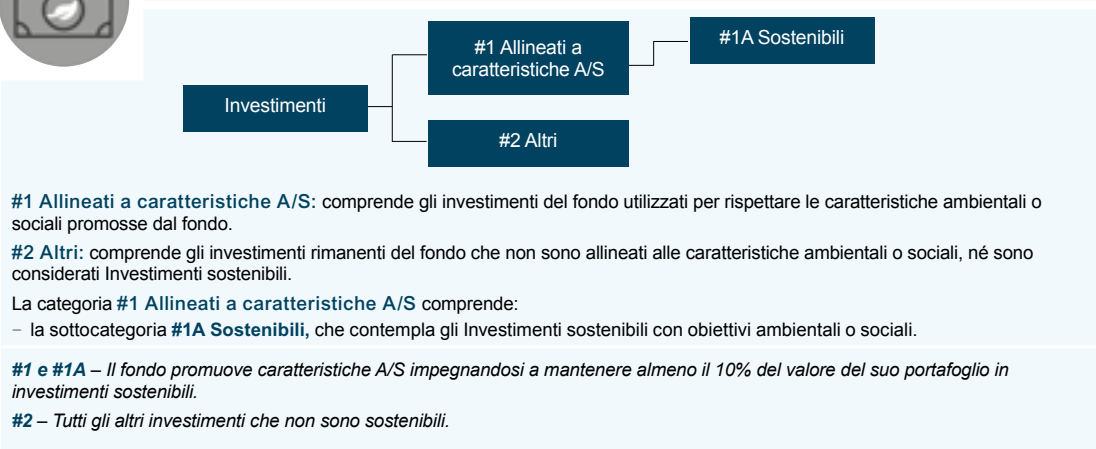 #1A Sostenibili
#1 Allineati a
caratteristiche A/S
Investimenti
#2 Altri
#1 Allineati a caratteristiche A/S: comprende gli investimenti del fondo utilizzati per rispettare le caratteristiche ambientali o
sociali promosse dal fondo.
#2 Altri: comprende gli investimenti rimanenti del fondo che non sono allineati alle caratteristiche ambientali o sociali, né sono
considerati Investimenti sostenibili.
La categoria #1 Allineati a caratteristiche A/S comprende:
– la sottocategoria #1A Sostenibili, che contempla gli Investimenti sostenibili con obiettivi ambientali o sociali.
#1 e #1A – Il fondo promuove caratteristiche A/S impegnandosi a mantenere almeno il 10% del valore del suo portafoglio in
investimenti sostenibili.
#2 – Tutti gli altri investimenti che non sono sostenibili.